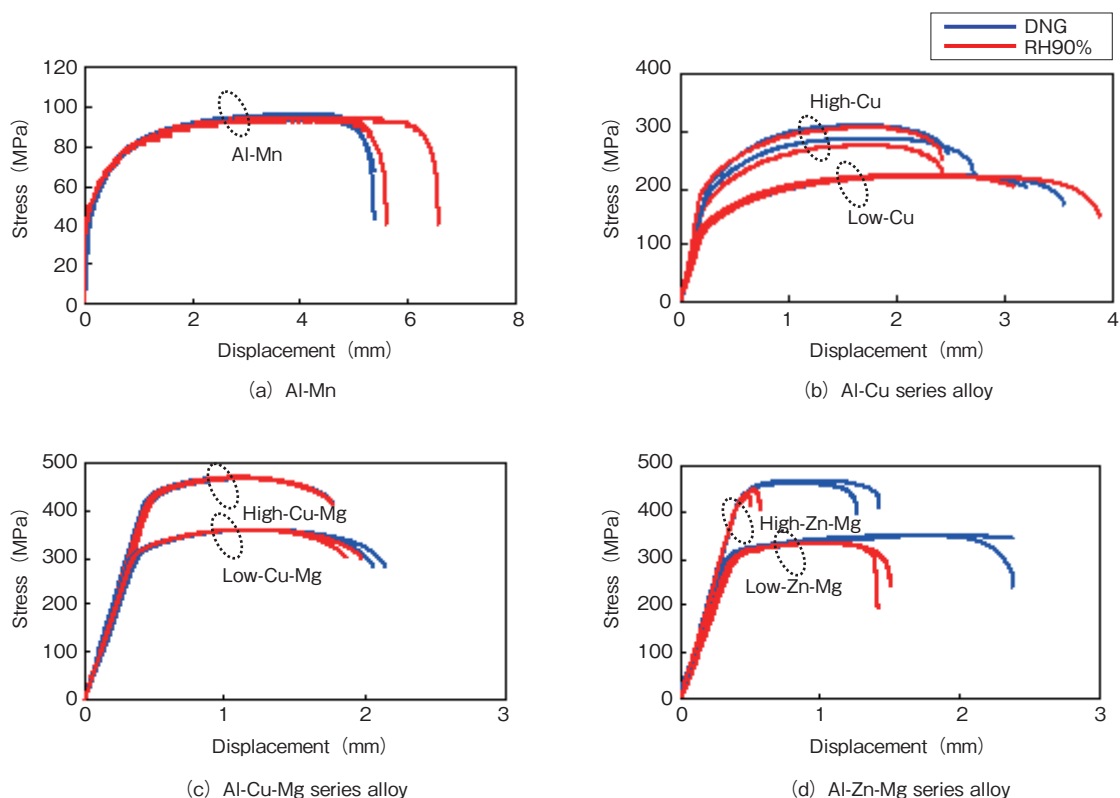 DNG
RH90%
120
100
80
60
40
20
0
Stress (MPa)
Al-Mn
0 2 4 6 8
Displacement (mm)
(a) Al-Mn
400
300
200
100
0
Stress (MPa)
High-Cu
Low-Cu
0 1 2 3 4
Displacement (mm)
(b) Al-Cu series alloy
500
400
300
200
100
0
Stress (MPa)
High-Cu-Mg
Low-Cu-Mg
0 1 2 3
Displacement (mm)
(c) Al-Cu-Mg series alloy
500
400
300
200
100
0
Stress (MPa)
High-Zn-Mg
Low-Zn-Mg
0 1 2 3
Displacement (mm)
(d) Al-Zn-Mg series alloy